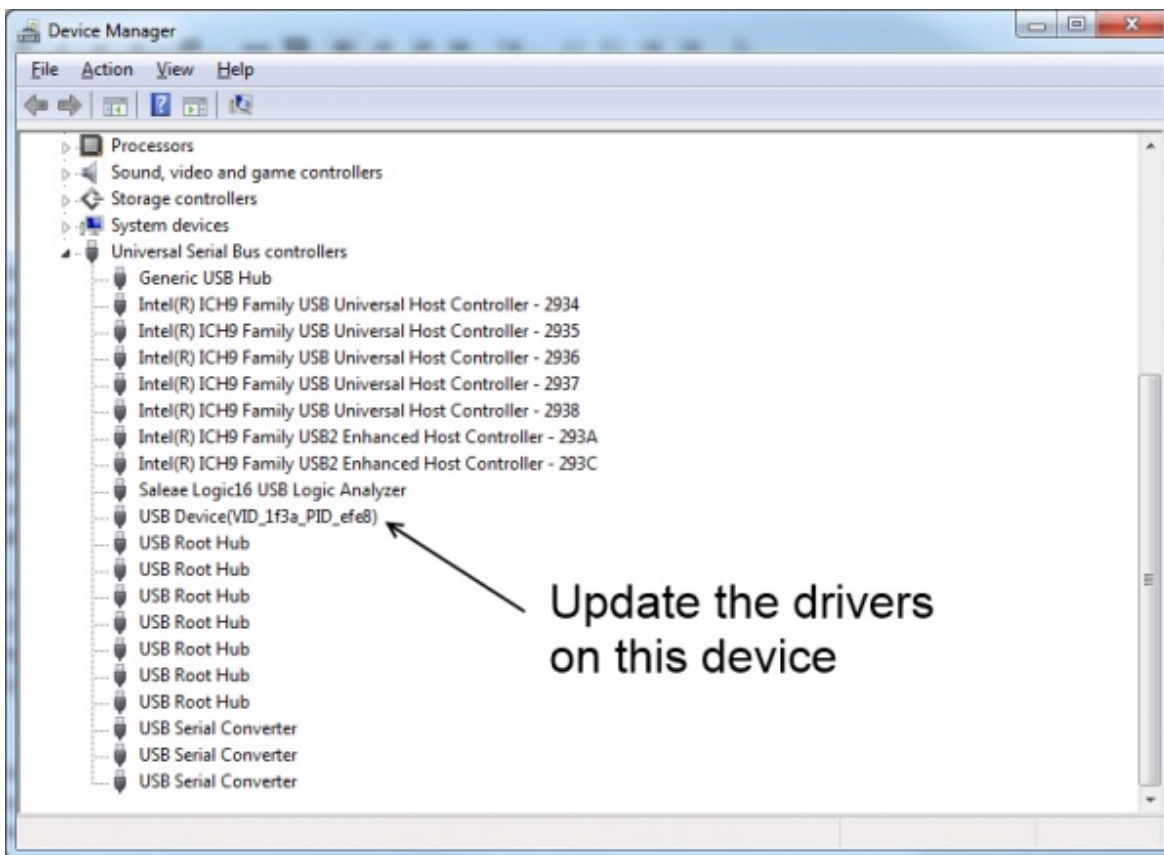 Device Manager
File Action View Help
Processors
Sound, video and game controllers
Storage controllers
System devices
Universal Serial Bus controllers
Generic USB Hub
Intel(R) ICH9 Family USB Universal Host Controller - 2934
Intel(R) ICH9 Family USB Universal Host Controller - 2935
Intel(R) ICH9 Family USB Universal Host Controller - 2936
Intel(R) ICH9 Family USB Universal Host Controller - 2937
Intel(R) ICH9 Family USB Universal Host Controller - 2938
Intel(R) ICH9 Family USB2 Enhanced Host Controller - 293A
Intel(R) ICH9 Family USB2 Enhanced Host Controller - 293C
Saleae Logic16 USB Logic Analyzer
USB Device(VID_1f3a_PID_efe8)
USB Root Hub
USB Root Hub
USB Root Hub
USB Root Hub
USB Root Hub
USB Root Hub
USB Root Hub
USB Serial Converter
USB Serial Converter
USB Serial Converter
Update the drivers
on this device